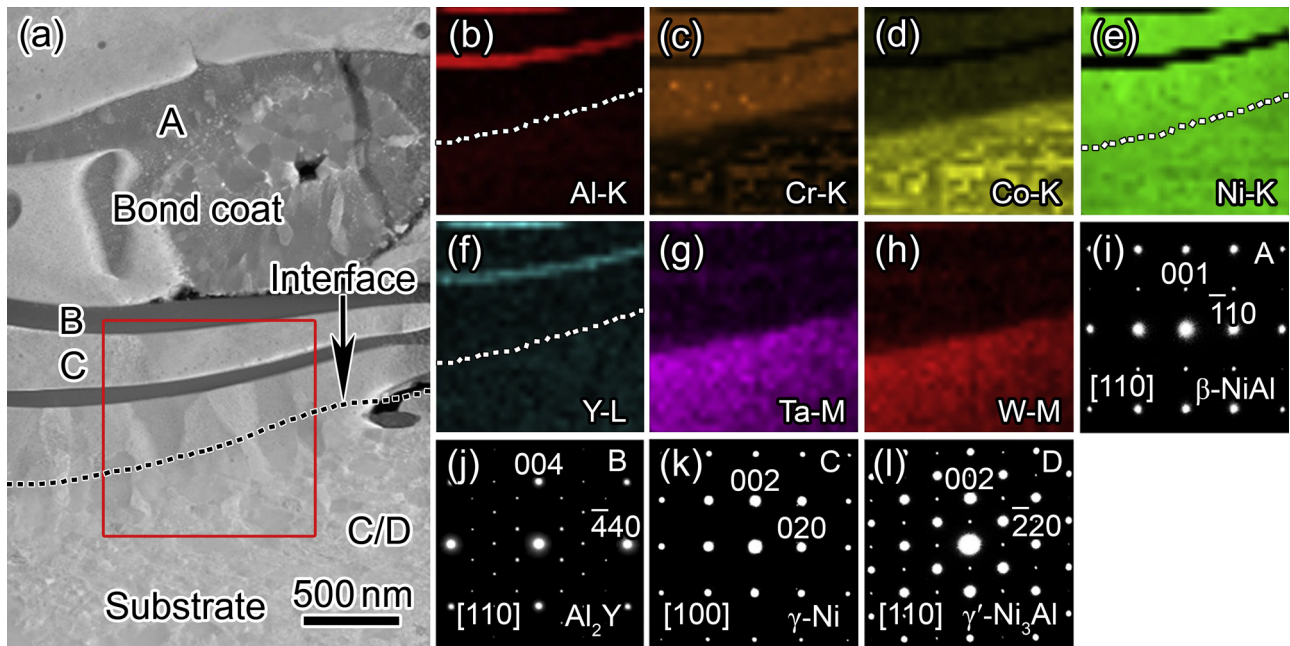 (a)
A
Bond coat
Interface
B
C
C/D
500 nm
Substrate
(b)
Al-K
(c)
Cr-K
(d)
Co-K
(e)
Ni-K
(f)
Y-L
(g)
Ta-M
(h)
W-M
(i)
A
001
1̅10
[110]
β-NiAl
(j)
B
004
4̅40
[110]
Al₂Y
(k)
C
002
020
[100]
γ-Ni
(l)
D
002
2̅20
[110]
γ′-Ni₃Al